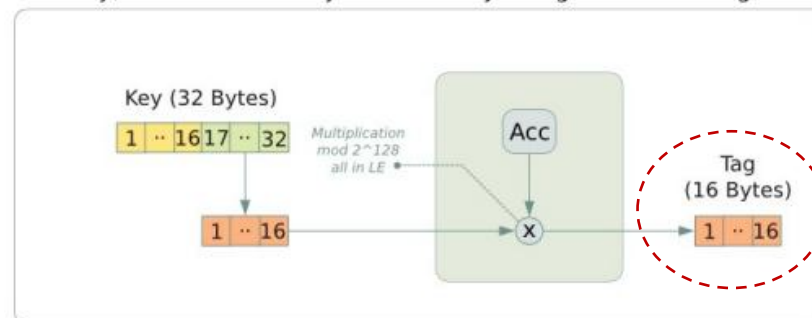 Key (32 Bytes)
1 ·· 16 17 ·· 32
Multiplication
mod 2^128
all in LE
Acc
Tag
(16 Bytes)
1 ·· 16
x
1 ·· 16